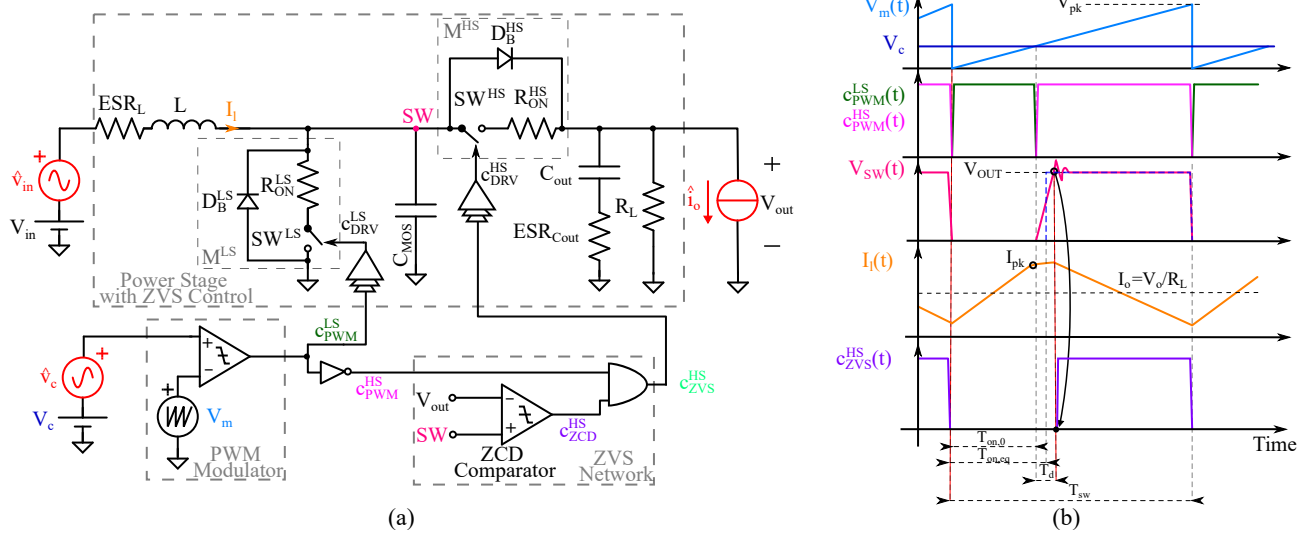 ESR_L
L
I_l
SW
M^HS
D_B^HS
SW^HS
R_ON^HS
v̂_in
V_in
D_B^LS
R_ON^LS
SW^LS
M^LS
c_DRV^LS
C_MOS
c_DRV^HS
C_out
ESR_Cout
R_L
î_o
+
V_out
−
Power Stage
with ZVS Control
v̂_c
V_c
+
−
V_m
PWM
Modulator
c_PWM^LS
c_PWM^HS
V_out
SW
−
+
ZCD
Comparator
c_ZCD^HS
c_ZVS^HS
ZVS
Network
(a)
V_m(t)
V_pk
V_c
c_PWM^LS(t)
c_PWM^HS(t)
V_SW(t)
V_OUT
I_l(t)
I_pk
I_o=V_o/R_L
c_ZVS^HS(t)
Time
T_on,0
T_on,eq
T_d
T_sw
(b)